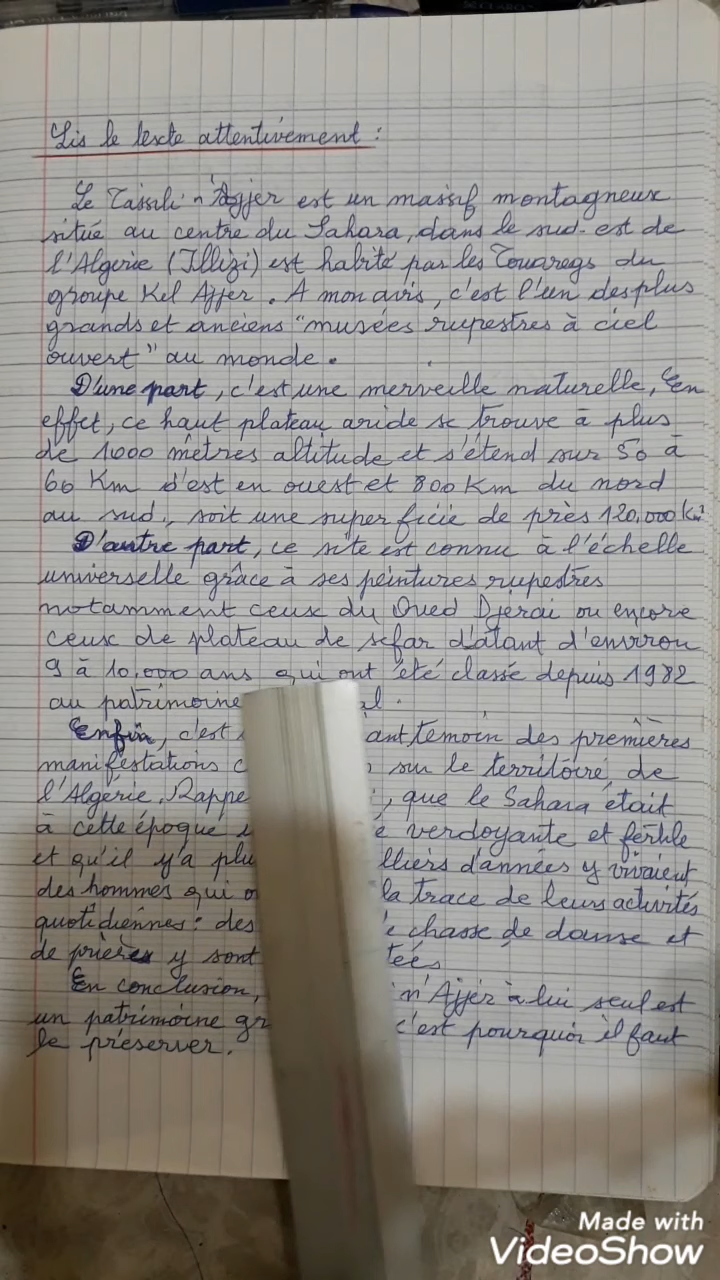 Lis le texte attentivement :
Le Tassili n'Ajjer est un massif montagneux
situé au centre du Sahara, dans le sud-est de
l'Algérie (Illizi) est habité par les Touaregs du
groupe Kel Ajjer. A mon avis, c'est l'un des plus
grands et anciens "musées rupestres à ciel
ouvert" au monde.
D'une part, c'est une merveille naturelle, En
effet, ce haut plateau aride se trouve à plus
de 1000 mètres altitude et s'étend sur 50 à
60 Km d'est en ouest et 800 Km du nord
au sud, soit une superficie de près 120.000 km²
D'autre part, ce site est connu à l'échelle
universelle grâce à ses peintures rupestres
notamment ceux du Oued Djerai ou encore
ceux de plateau de sefar datant d'environ
9 à 10.000 ans qui ont été classé depuis 1982
au patrimoine
Enfin, c'est témoin des premières
manifestations sur le territoire de
l'Algérie. que le Sahara était
à cette époque verdoyante et fertile
et qu'il y'a d'années y vivaient
des hommes qui la trace de leurs activités
quotidiennes : des chasse de danse et
de prières y sont
En conclusion, n'Ajjer à lui seul est
un patrimoine c'est pourquoi il faut
le préserver.
Made with
VideoShow